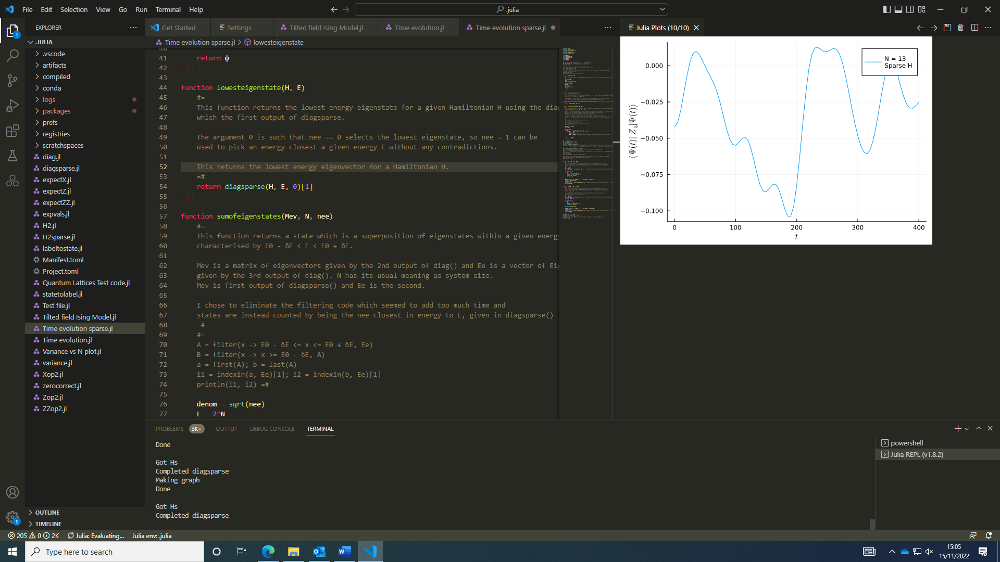 File Edit Selection View Go Run Terminal Help
.julia
EXPLORER
Get Started
Settings
Tilted field Ising Model.jl
Time evolution.jl
Time evolution sparse.jl
Julia Plots (10/10)
JULIA
Time evolution sparse.jl > lowesteigenstate
.vscode
artifacts
compiled
conda
logs
packages
prefs
registries
scratchspaces
diag.jl
diagsparse.jl
expectX.jl
expectZ.jl
expectZZ.jl
expvals.jl
H2.jl
H2sparse.jl
labeltostate.jl
Manifest.toml
Project.toml
Quantum Lattices Test code.jl
statetolabel.jl
Test file.jl
Tilted field Ising Model.jl
Time evolution sparse.jl
Time evolution.jl
Variance vs N plot.jl
variance.jl
Xop2.jl
zerocorrect.jl
Zop2.jl
ZZop2.jl
OUTLINE
TIMELINE
40
41 return ψ
42 end
43
44 function lowesteigenstate(H, E)
45 #=
46 This function returns the lowest energy eigenstate for a given Hamiltonian H using the diag
47 which the first output of diagsparse.
48
49 The argument 0 is such that nee == 0 selects the lowest eigenstate, so nee = 1 can be
50 used to pick an energy closest a given energy E without any contradictions.
51
52 This returns the lowest energy eigenvector for a Hamiltonian H.
53 =#
54 return diagsparse(H, E, 0)[1]
55 end
56
57 function sumofeigenstates(Mev, N, nee)
58 #=
59 This function returns a state which is a superposition of eigenstates within a given energy
60 characterised by E0 - δE < E < E0 + δE.
61
62 Mev is a matrix of eigenvectors given by the 2nd output of diag() and Ee is a vector of Eig
63 given by the 3rd output of diag(). N has its usual meaning as system size.
64 Mev is first output of diagsparse() and Ee is the second.
65
66 I chose to eliminate the filtering code which seemed to add too much time and
67 states are instead counted by being the nee closest in energy to E, given in diagsparse()
68 =#
69 #=
70 A = filter(x -> E0 - δE <= x <= E0 + δE, Ee)
71 B = filter(x -> x >= E0 - δE, A)
72 a = first(A); b = last(A)
73 i1 = indexin(a, Ee)[1]; i2 = indexin(b, Ee)[1]
74 println(i1, i2) =#
75
76 denom = sqrt(nee)
77 L = 2^N
N = 13
Sparse H
0.000
−0.025
−0.050
−0.075
−0.100
⟨Ψ(t)| Z₅|Ψ(t)⟩
0 100 200 300 400
t
PROBLEMS 3K+ OUTPUT DEBUG CONSOLE TERMINAL
Done
Got Hs
Completed diagsparse
Making graph
Done
Got Hs
Completed diagsparse
powershell
Julia REPL (v1.8.2)
1
1
205 0 2K Julia: Evaluating... Julia env: .julia
Type here to search
15:05
15/11/2022